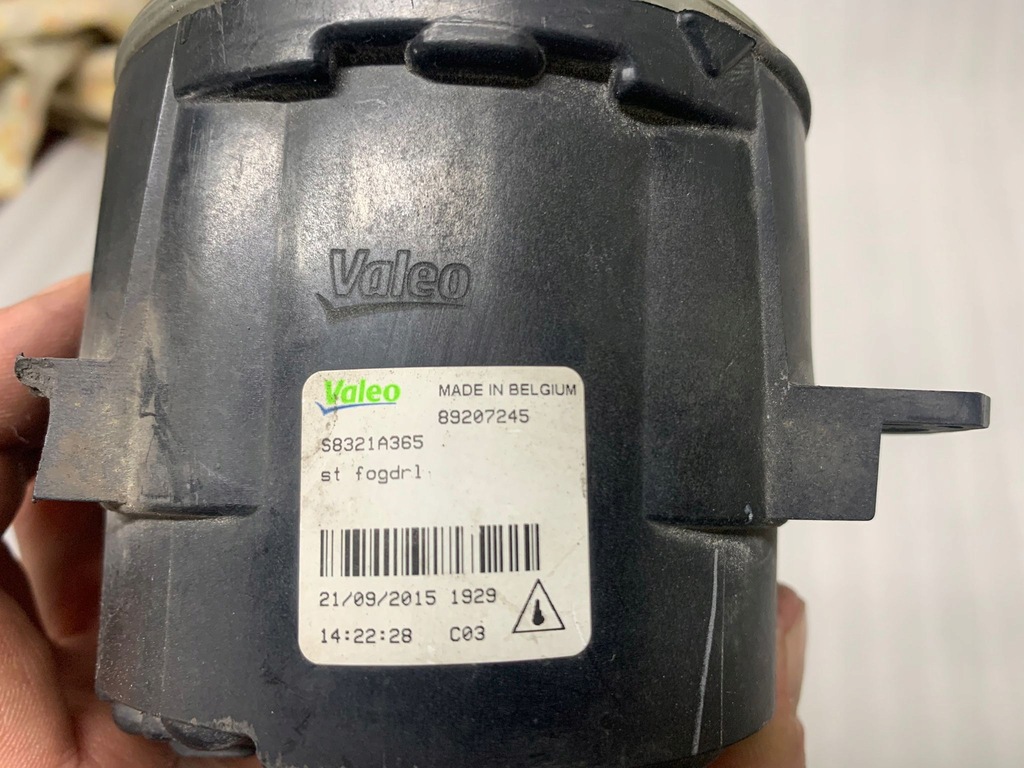 Valeo
Valeo MADE IN BELGIUM
89207245
S8321A365
st fogdrl
21/09/2015 1929
14:22:28 C03